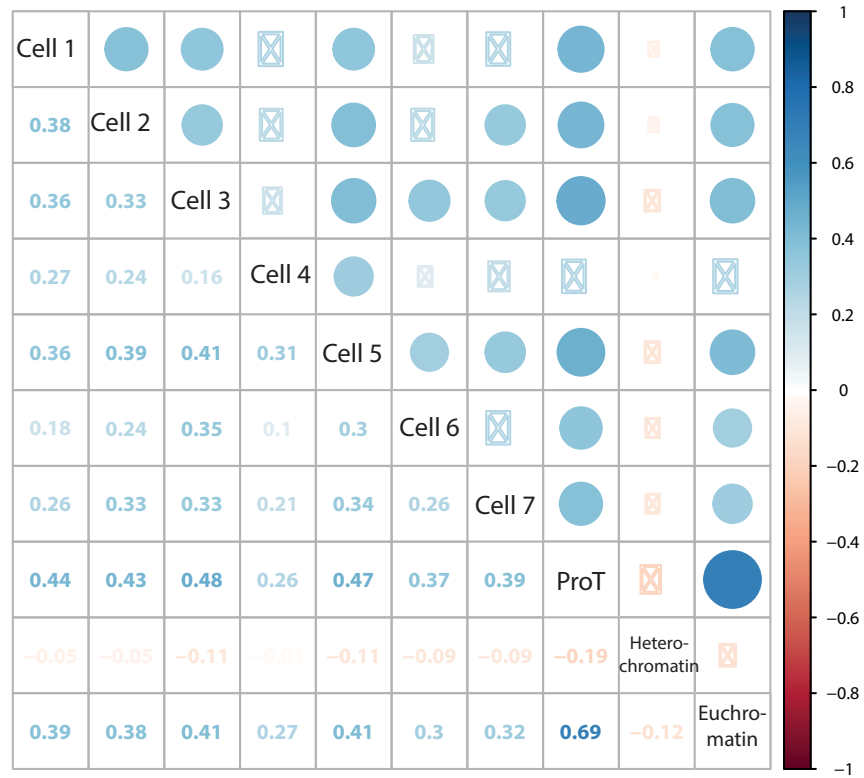 1
Cell 1
0.8
0.38 Cell 2
0.6
0.36 0.33 Cell 3
0.4
0.27 0.24 0.16 Cell 4
0.2
0.36 0.39 0.41 0.31 Cell 5
0
0.18 0.24 0.35 0.1 0.3 Cell 6
−0.2
0.26 0.33 0.33 0.21 0.34 0.26 Cell 7
−0.4
0.44 0.43 0.48 0.26 0.47 0.37 0.39 ProT
−0.6
−0.05 −0.05 −0.11 −0.01 −0.11 −0.09 −0.09 −0.19 Hetero-
chromatin
−0.8
0.39 0.38 0.41 0.27 0.41 0.3 0.32 0.69 −0.12 Euchro-
matin
−1